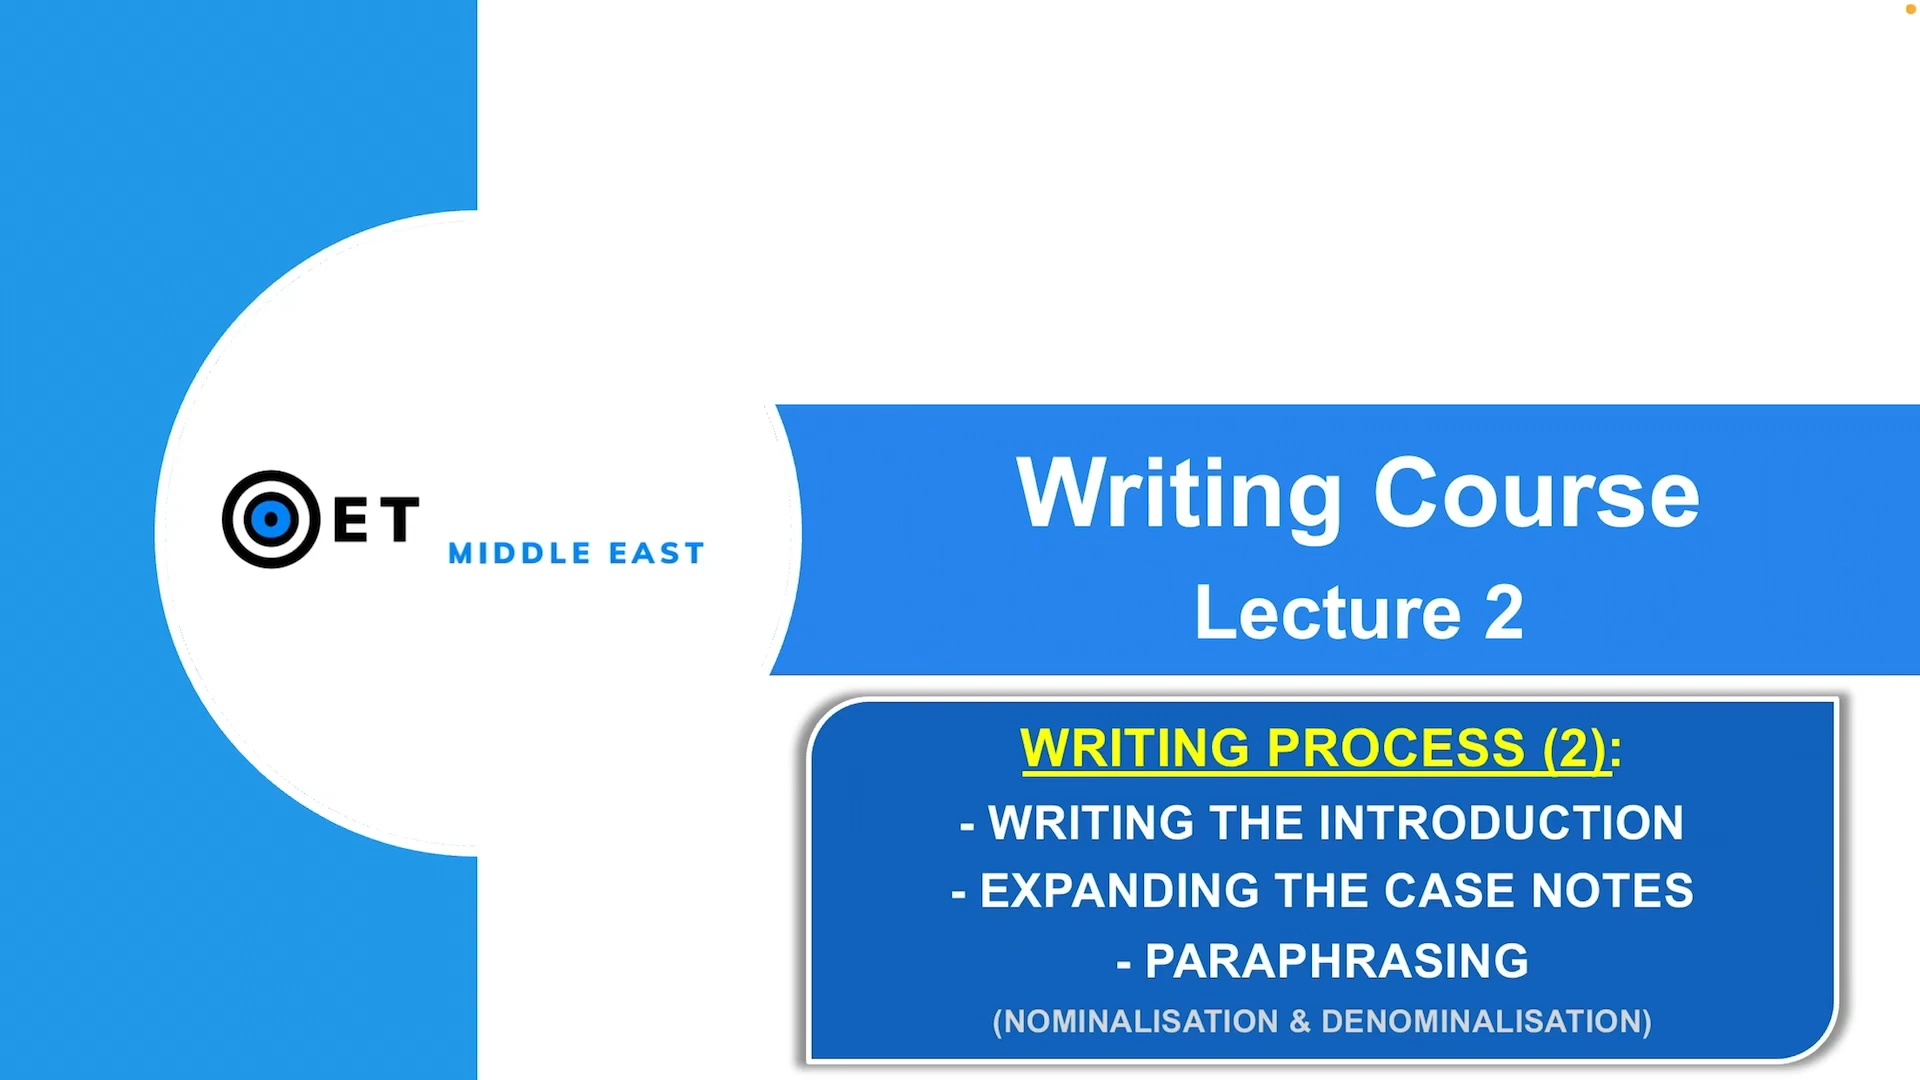 OET
MIDDLE EAST
Writing Course
Lecture 2
WRITING PROCESS (2):
- WRITING THE INTRODUCTION
- EXPANDING THE CASE NOTES
- PARAPHRASING
(NOMINALISATION & DENOMINALISATION)